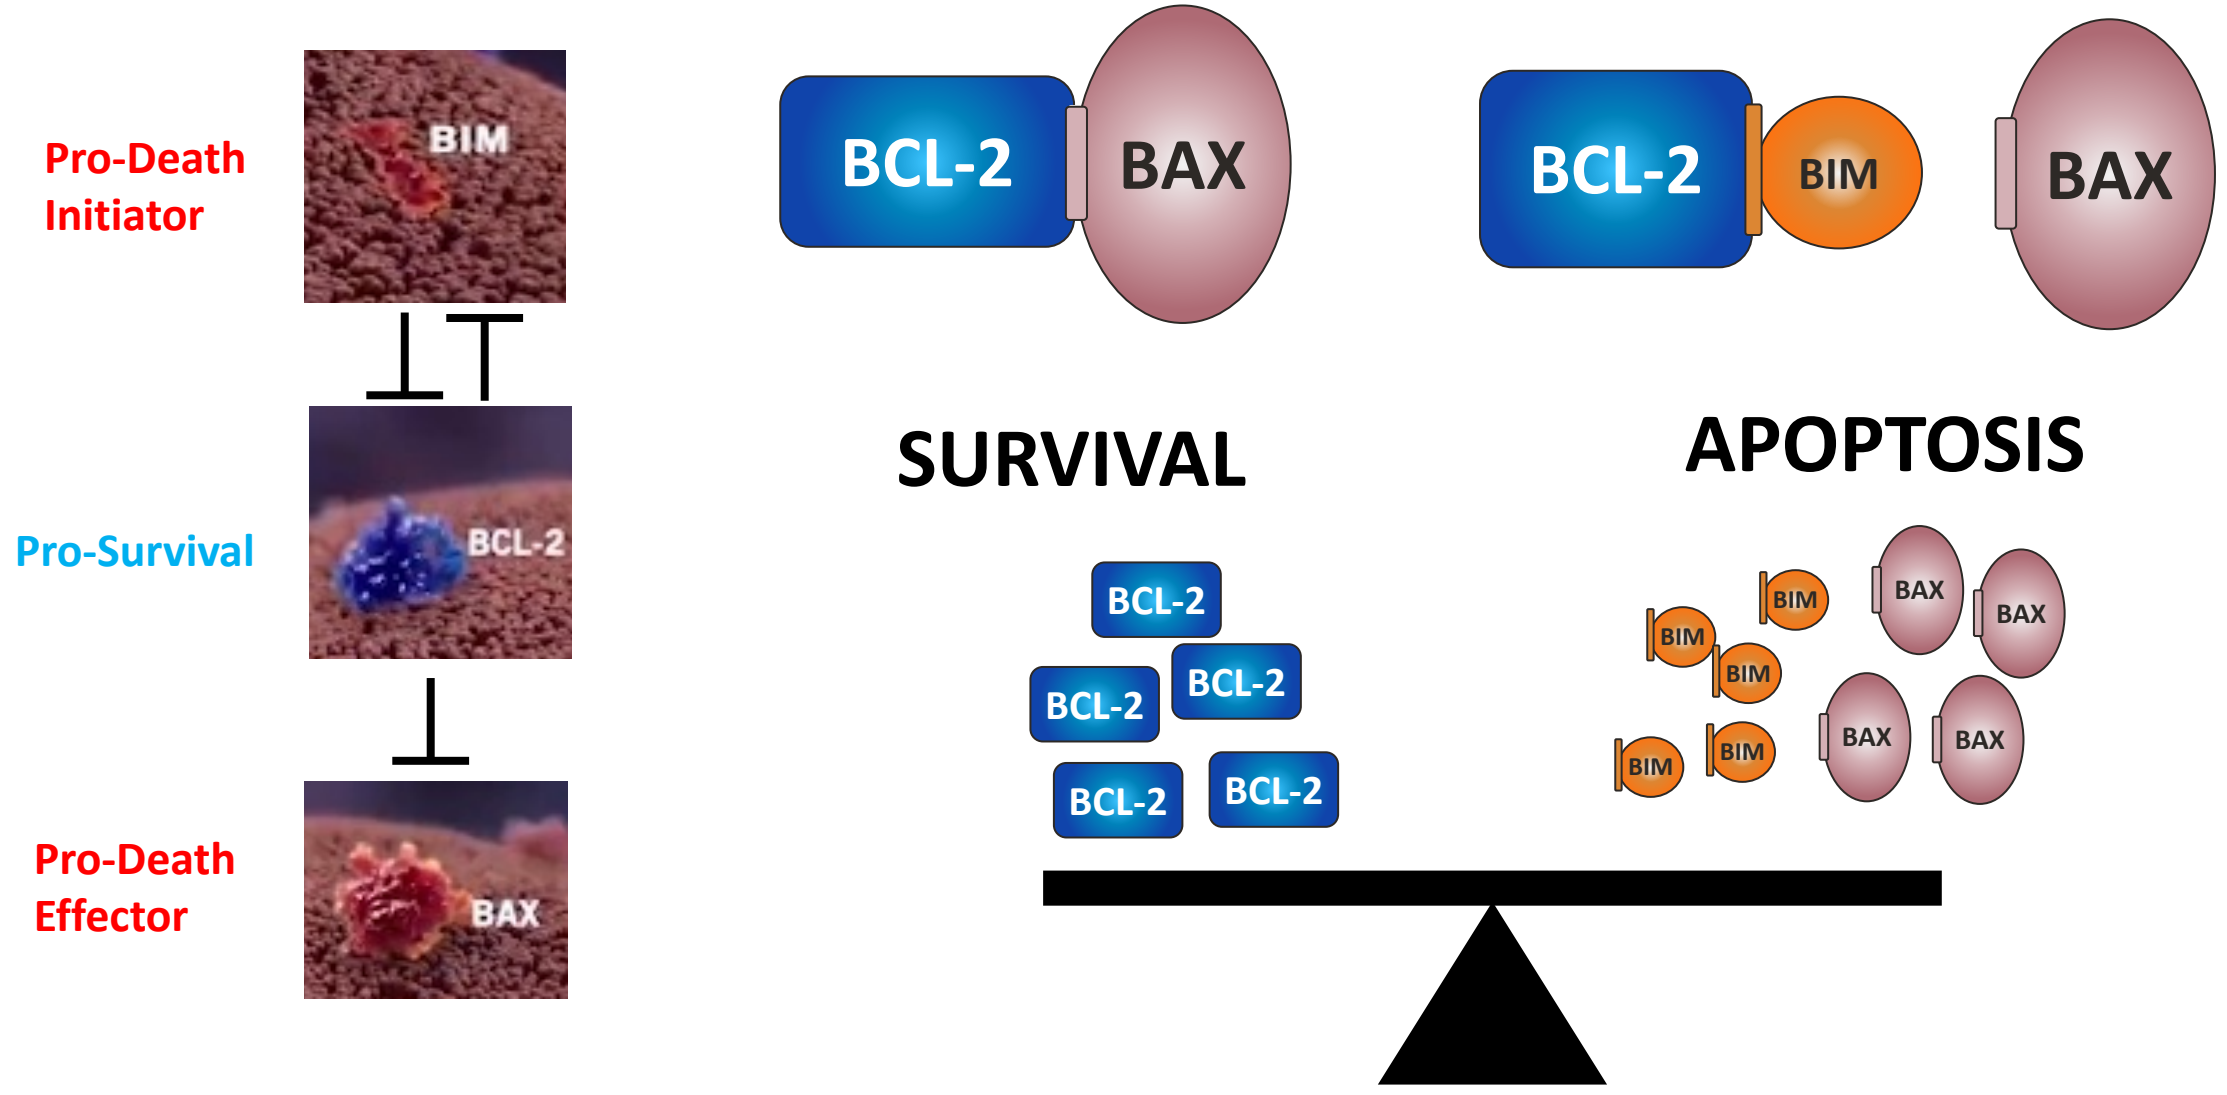 Pro-Death
Initiator
BIM
Pro-Survival
BCL-2
Pro-Death
Effector
BAX
BCL-2
BAX
BCL-2
BIM
BAX
SURVIVAL
APOPTOSIS
BCL-2
BCL-2
BCL-2
BCL-2
BCL-2
BIM
BIM
BIM
BIM
BIM
BAX
BAX
BAX
BAX